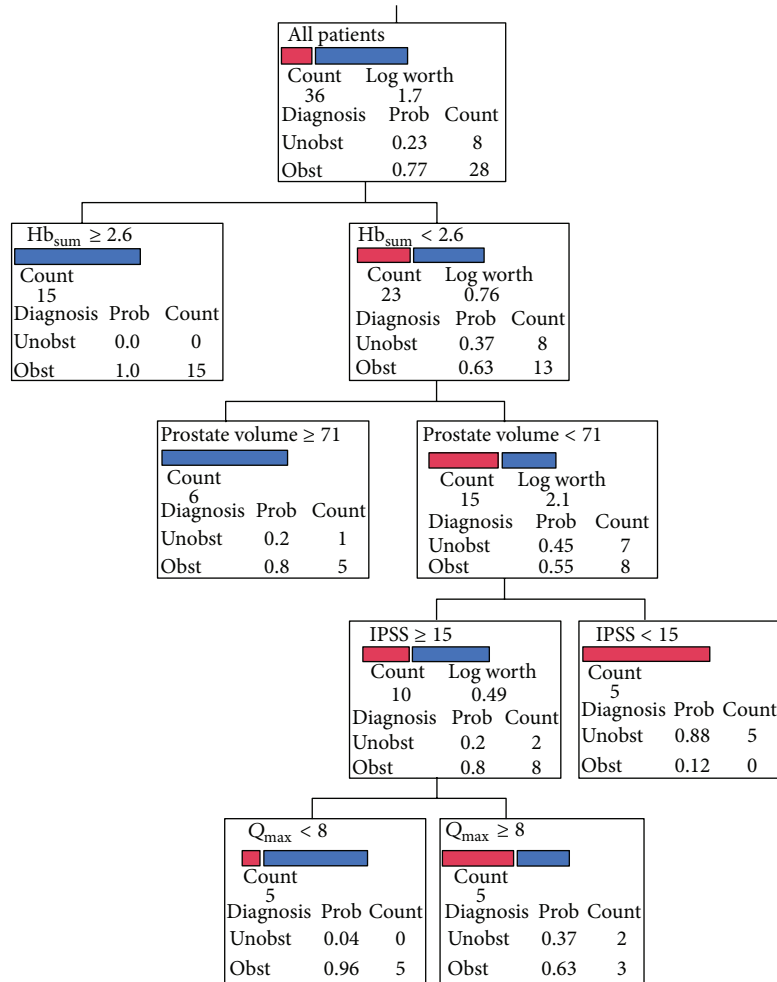 All patients
Count Log worth
36 1.7
Diagnosis Prob Count
Unobst 0.23 8
Obst 0.77 28
Hbsum ≥ 2.6
Count
15
Diagnosis Prob Count
Unobst 0.0 0
Obst 1.0 15
Hbsum < 2.6
Count Log worth
23 0.76
Diagnosis Prob Count
Unobst 0.37 8
Obst 0.63 13
Prostate volume ≥ 71
Count
6
Diagnosis Prob Count
Unobst 0.2 1
Obst 0.8 5
Prostate volume < 71
Count Log worth
15 2.1
Diagnosis Prob Count
Unobst 0.45 7
Obst 0.55 8
IPSS ≥ 15
Count Log worth
10 0.49
Diagnosis Prob Count
Unobst 0.2 2
Obst 0.8 8
IPSS < 15
Count
5
Diagnosis Prob Count
Unobst 0.88 5
Obst 0.12 0
Qmax < 8
Count
5
Diagnosis Prob Count
Unobst 0.04 0
Obst 0.96 5
Qmax ≥ 8
Count
5
Diagnosis Prob Count
Unobst 0.37 2
Obst 0.63 3